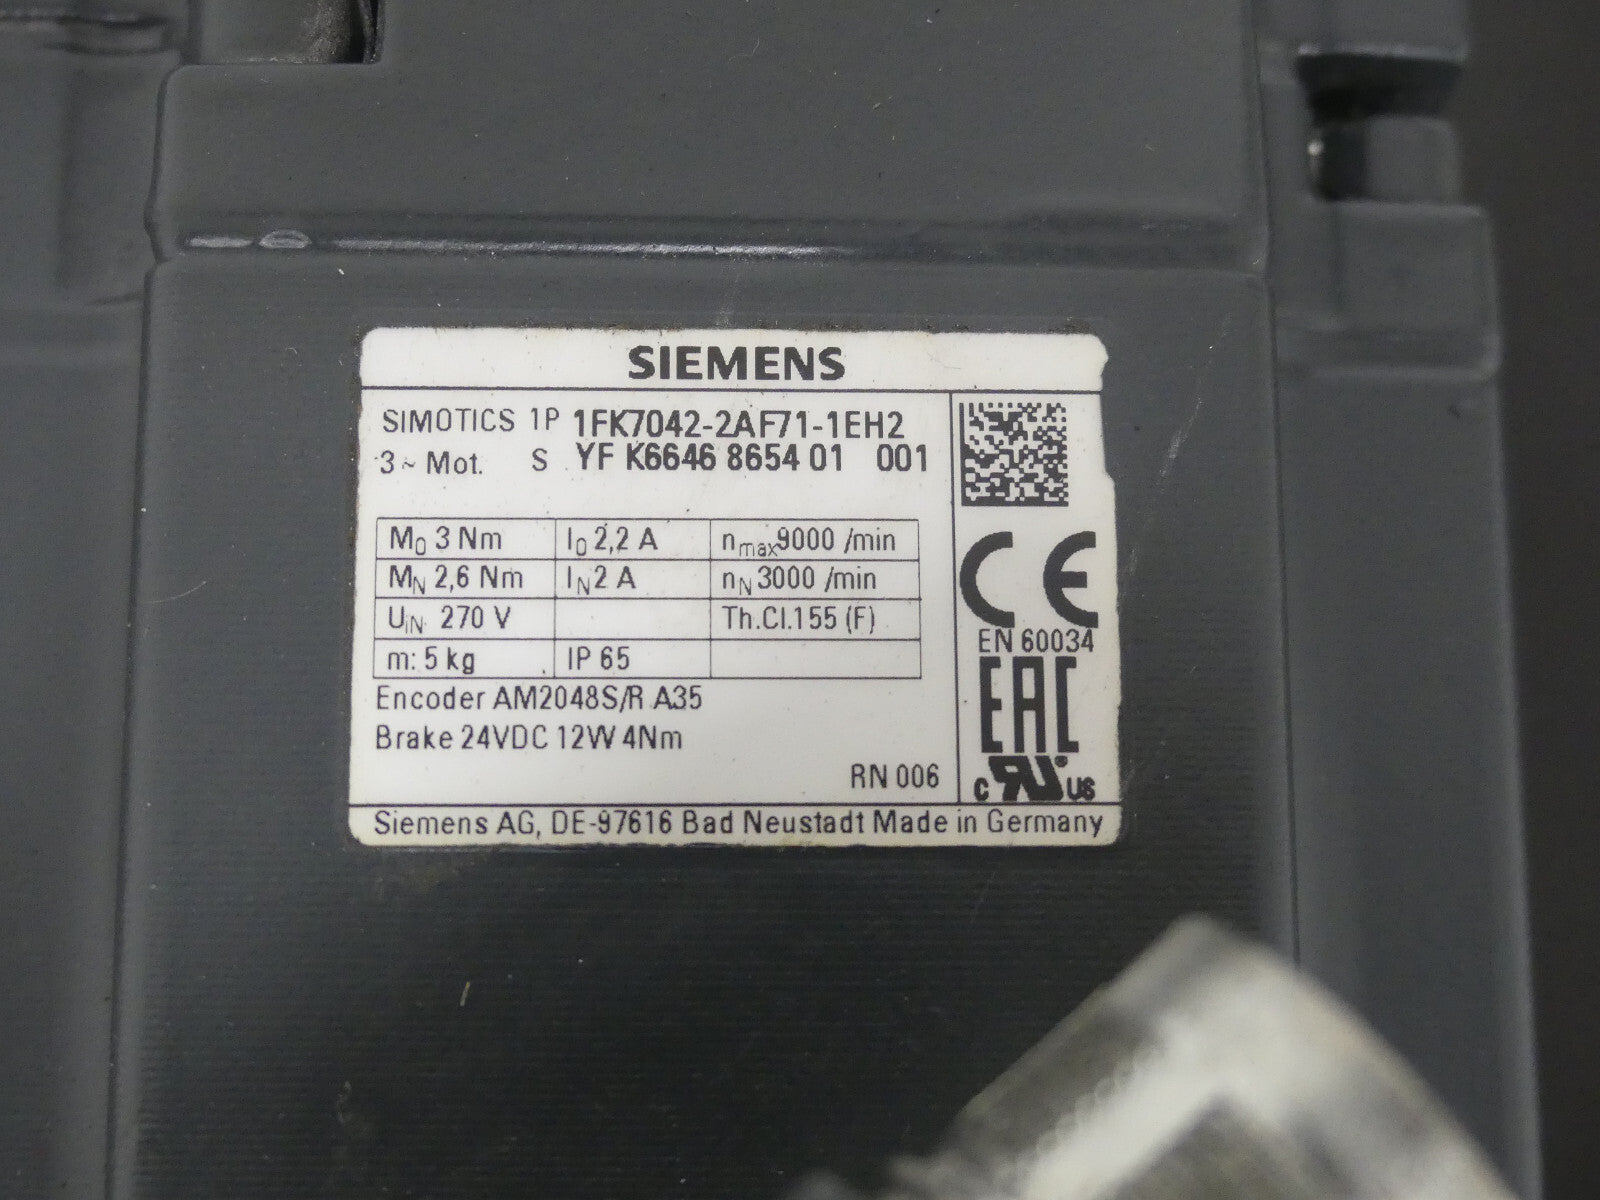 SIEMENS
SIMOTICS 1P 1FK7042-2AF71-1EH2
3 ~ Mot. S YF K6646 8654 01 001
M0 3 Nm I0 2,2 A nmax 9000 /min
MN 2,6 Nm IN 2 A nN 3000 /min
UiN 270 V Th.Cl.155 (F)
m: 5 kg IP 65
Encoder AM2048S/R A35
Brake 24VDC 12W 4Nm
RN 006
CE
EN 60034
EAC
c RU US
Siemens AG, DE-97616 Bad Neustadt Made in Germany